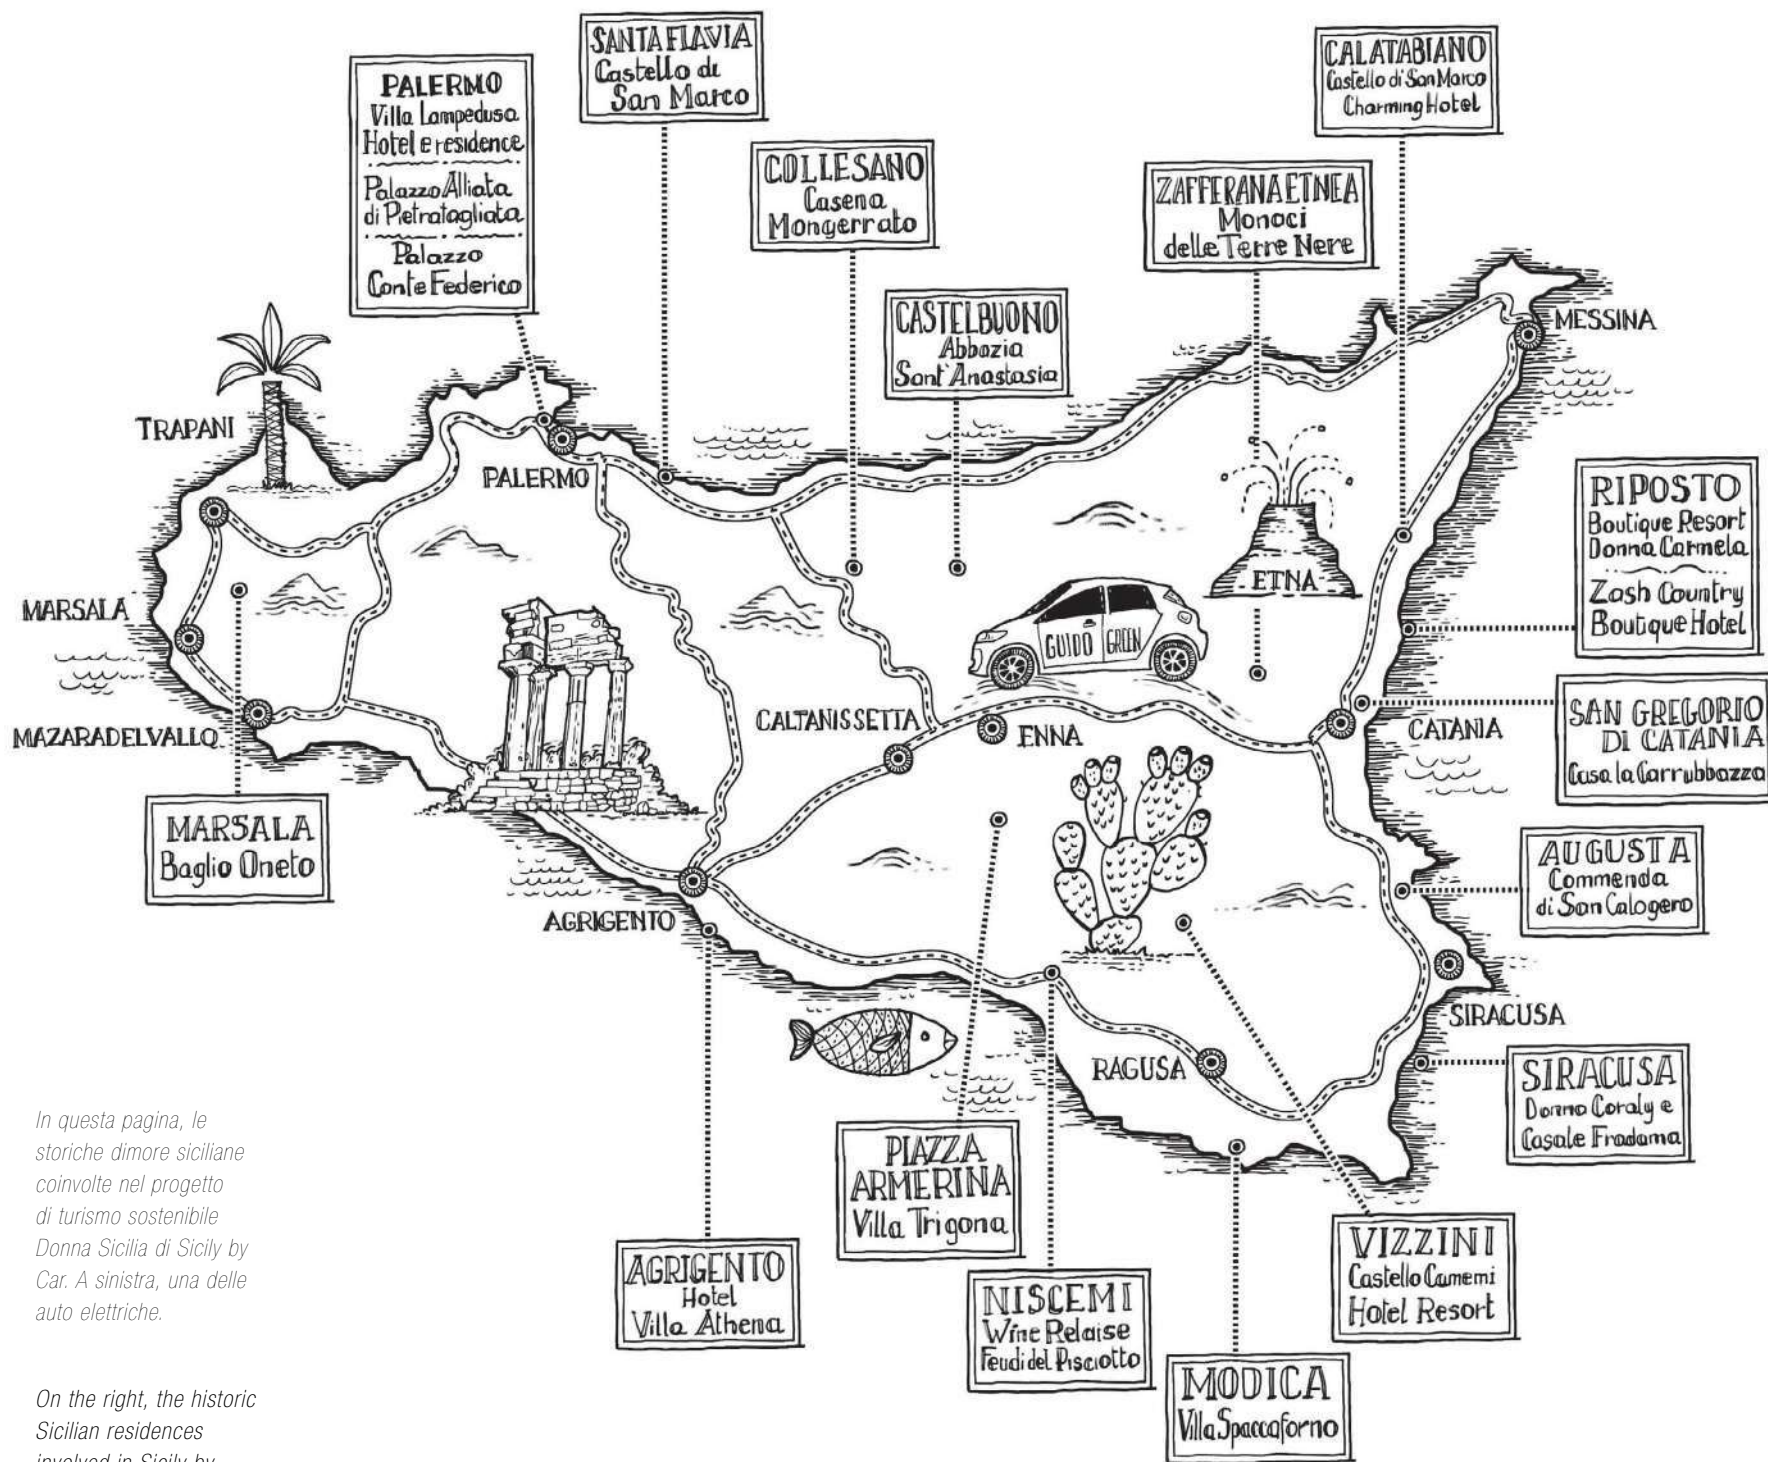 SANTA FLAVIA
Castello di
San Marco
CALATABIANO
Castello di San Marco
Charming Hotel
PALERMO
Villa Lampedusa
Hotel e residence
Palazzo Alliata
di Pietratagliata
Palazzo
Conte Federico
COLLESANO
Casena
Mongerrato
ZAFFERANA ETNEA
Monaci
delle Terre Nere
CASTELBUONO
Abbazia
Sant'Anastasia
MESSINA
TRAPANI
PALERMO
RIPOSTO
Boutique Resort
Donna Carmela
Zash Country
Boutique Hotel
ETNA
MARSALA
GUIDO GREEN
MAZARA DEL VALLO
CALTANISSETTA
ENNA
CATANIA
SAN GREGORIO
DI CATANIA
Casa la Carrubbazza
MARSALA
Baglio Oneto
AUGUSTA
Commenda
di San Calogero
AGRIGENTO
SIRACUSA
RAGUSA
SIRACUSA
Donna Coraly e
Casale Fradama
PIAZZA
ARMERINA
Villa Trigona
VIZZINI
Castello Camemi
Hotel Resort
AGRIGENTO
Hotel
Villa Athena
NISCEMI
Wine Relaise
Feudi del Pisciotto
MODICA
Villa Spaccaforno
In questa pagina, le
storiche dimore siciliane
coinvolte nel progetto
di turismo sostenibile
Donna Sicilia di Sicily by
Car. A sinistra, una delle
auto elettriche.
On the right, the historic
Sicilian residences
involved in Sicily by